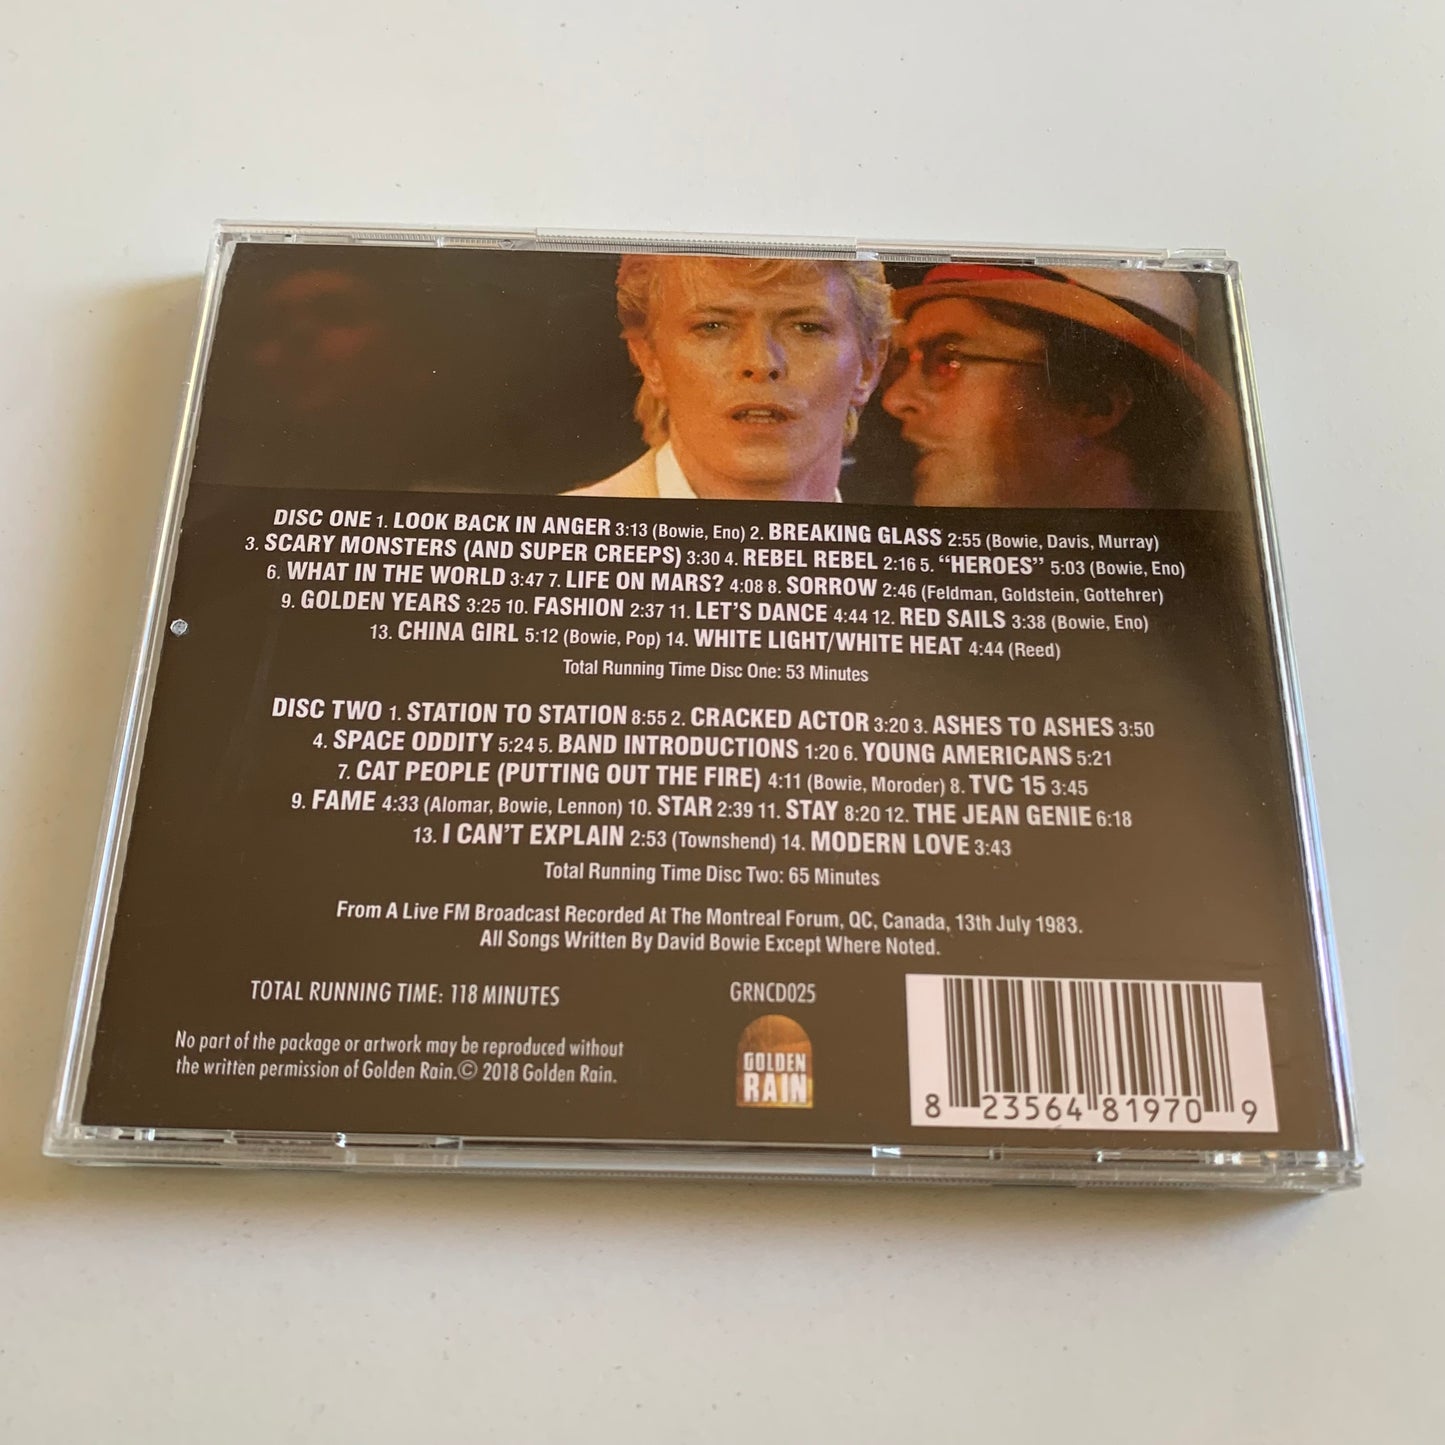 DISC ONE 1. LOOK BACK IN ANGER 3:13 (Bowie, Eno) 2. BREAKING GLASS 2:55 (Bowie, Davis, Murray)
3. SCARY MONSTERS (AND SUPER CREEPS) 3:30 4. REBEL REBEL 2:16 5. “HEROES” 5:03 (Bowie, Eno)
6. WHAT IN THE WORLD 3:47 7. LIFE ON MARS? 4:08 8. SORROW 2:46 (Feldman, Goldstein, Gottehrer)
9. GOLDEN YEARS 3:25 10. FASHION 2:37 11. LET’S DANCE 4:44 12. RED SAILS 3:38 (Bowie, Eno)
13. CHINA GIRL 5:12 (Bowie, Pop) 14. WHITE LIGHT/WHITE HEAT 4:44 (Reed)
Total Running Time Disc One: 53 Minutes
DISC TWO 1. STATION TO STATION 8:55 2. CRACKED ACTOR 3:20 3. ASHES TO ASHES 3:50
4. SPACE ODDITY 5:24 5. BAND INTRODUCTIONS 1:20 6. YOUNG AMERICANS 5:21
7. CAT PEOPLE (PUTTING OUT THE FIRE) 4:11 (Bowie, Moroder) 8. TVC 15 3:45
9. FAME 4:33 (Alomar, Bowie, Lennon) 10. STAR 2:39 11. STAY 8:20 12. THE JEAN GENIE 6:18
13. I CAN’T EXPLAIN 2:53 (Townshend) 14. MODERN LOVE 3:43
Total Running Time Disc Two: 65 Minutes
From A Live FM Broadcast Recorded At The Montreal Forum, QC, Canada, 13th July 1983.
All Songs Written By David Bowie Except Where Noted.
TOTAL RUNNING TIME: 118 MINUTES
GRNCD025
No part of the package or artwork may be reproduced without
the written permission of Golden Rain.© 2018 Golden Rain.
GOLDEN
RAIN
8 23564 81970 9